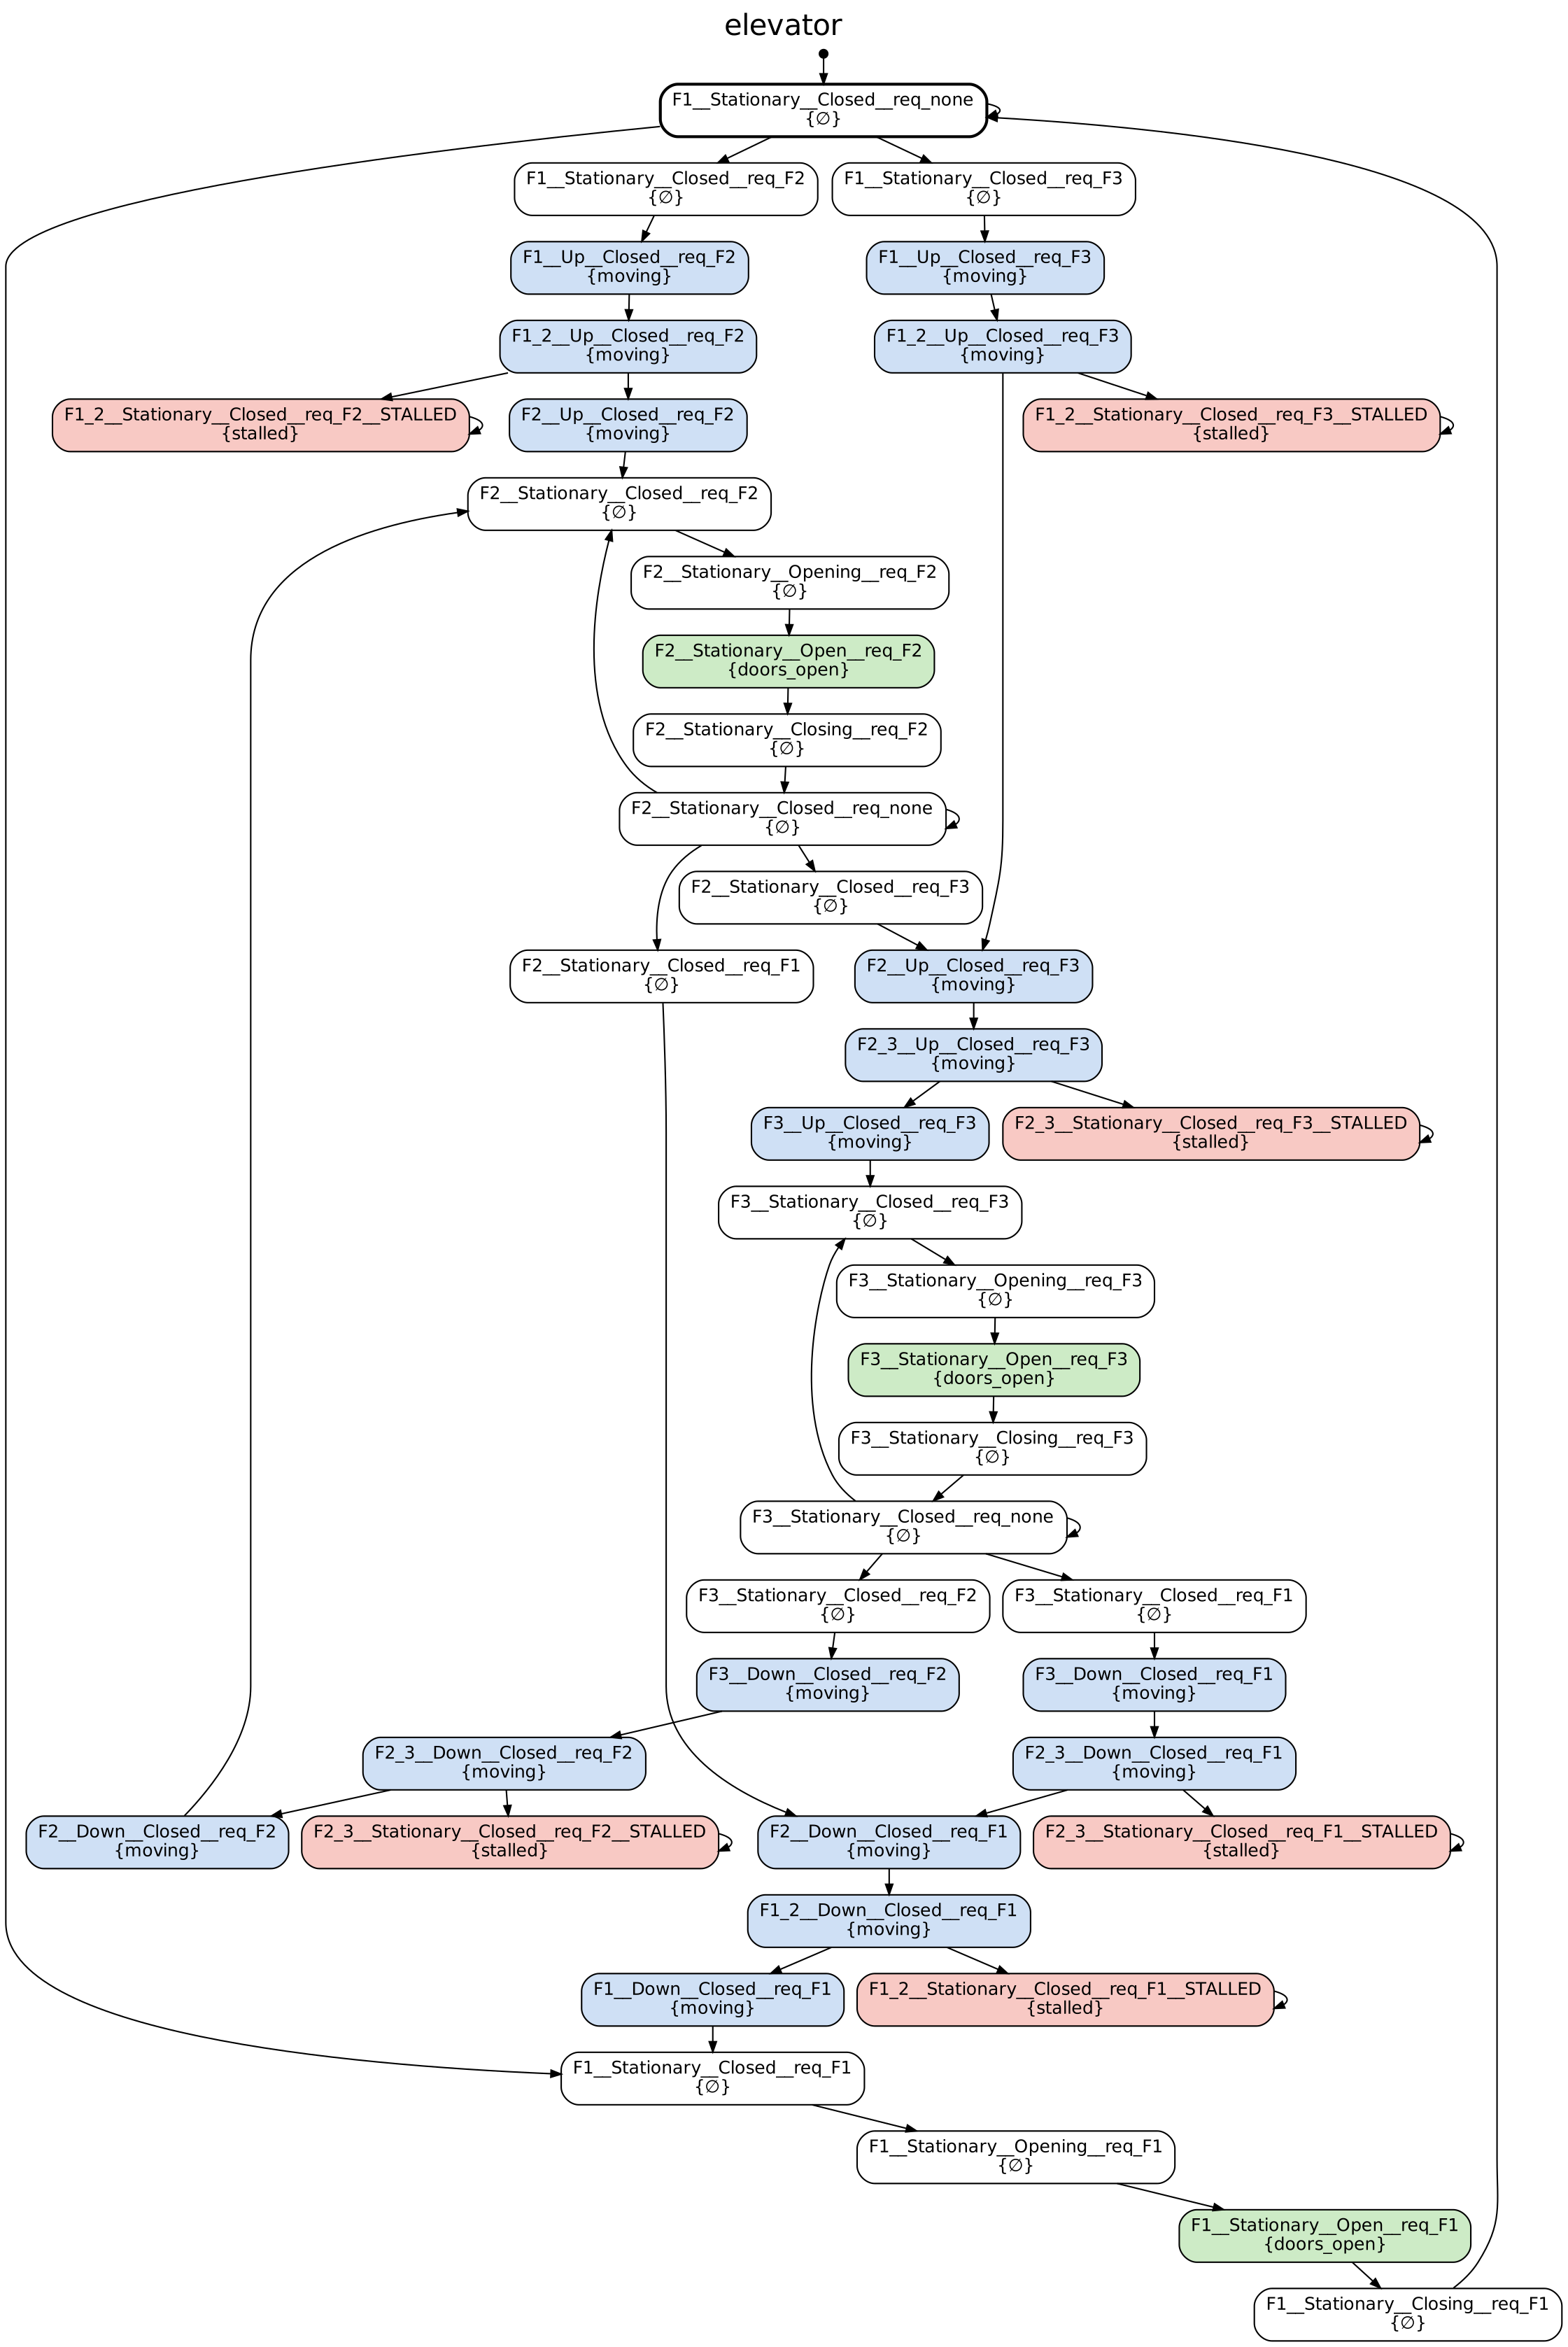 elevator
F1__Stationary__Closed__req_none
{∅}
F1__Stationary__Closed__req_F2
{∅}
F1__Stationary__Closed__req_F3
{∅}
F1__Up__Closed__req_F2
{moving}
F1__Up__Closed__req_F3
{moving}
F1_2__Up__Closed__req_F2
{moving}
F1_2__Up__Closed__req_F3
{moving}
F1_2__Stationary__Closed__req_F2__STALLED
{stalled}
F2__Up__Closed__req_F2
{moving}
F1_2__Stationary__Closed__req_F3__STALLED
{stalled}
F2__Stationary__Closed__req_F2
{∅}
F2__Stationary__Opening__req_F2
{∅}
F2__Stationary__Open__req_F2
{doors_open}
F2__Stationary__Closing__req_F2
{∅}
F2__Stationary__Closed__req_none
{∅}
F2__Stationary__Closed__req_F3
{∅}
F2__Stationary__Closed__req_F1
{∅}
F2__Up__Closed__req_F3
{moving}
F2_3__Up__Closed__req_F3
{moving}
F3__Up__Closed__req_F3
{moving}
F2_3__Stationary__Closed__req_F3__STALLED
{stalled}
F3__Stationary__Closed__req_F3
{∅}
F3__Stationary__Opening__req_F3
{∅}
F3__Stationary__Open__req_F3
{doors_open}
F3__Stationary__Closing__req_F3
{∅}
F3__Stationary__Closed__req_none
{∅}
F3__Stationary__Closed__req_F2
{∅}
F3__Stationary__Closed__req_F1
{∅}
F3__Down__Closed__req_F2
{moving}
F3__Down__Closed__req_F1
{moving}
F2_3__Down__Closed__req_F2
{moving}
F2_3__Down__Closed__req_F1
{moving}
F2__Down__Closed__req_F2
{moving}
F2_3__Stationary__Closed__req_F2__STALLED
{stalled}
F2__Down__Closed__req_F1
{moving}
F2_3__Stationary__Closed__req_F1__STALLED
{stalled}
F1_2__Down__Closed__req_F1
{moving}
F1__Down__Closed__req_F1
{moving}
F1_2__Stationary__Closed__req_F1__STALLED
{stalled}
F1__Stationary__Closed__req_F1
{∅}
F1__Stationary__Opening__req_F1
{∅}
F1__Stationary__Open__req_F1
{doors_open}
F1__Stationary__Closing__req_F1
{∅}